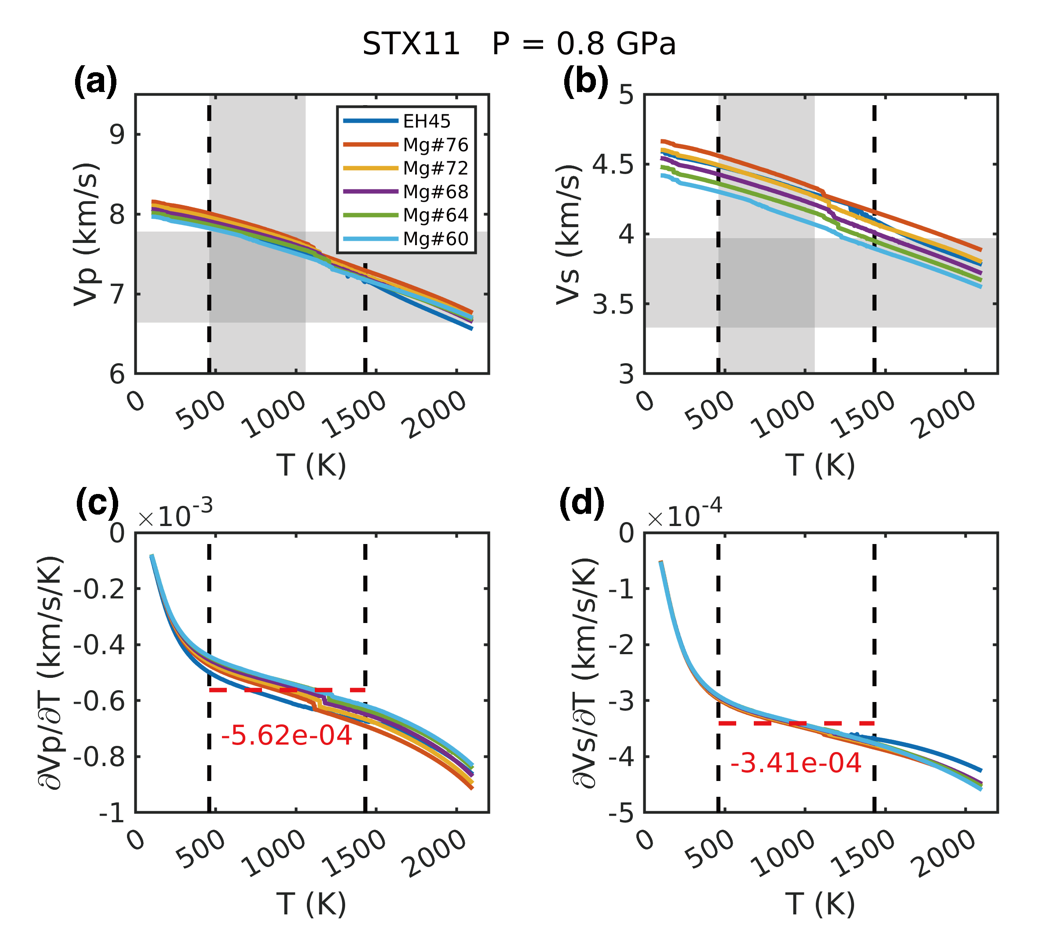 STX11 P = 0.8 GPa
(a)
(b)
Vp (km/s)
9
8
7
6
EH45
Mg#76
Mg#72
Mg#68
Mg#64
Mg#60
0
500
1000
1500
2000
T (K)
Vs (km/s)
5
4.5
4
3.5
3
0
500
1000
1500
2000
T (K)
(c)
(d)
×10-3
∂Vp/∂T (km/s/K)
0
-0.2
-0.4
-0.6
-0.8
-1
-5.62e-04
0
500
1000
1500
2000
T (K)
×10-4
∂Vs/∂T (km/s/K)
0
-1
-2
-3
-4
-5
-3.41e-04
0
500
1000
1500
2000
T (K)